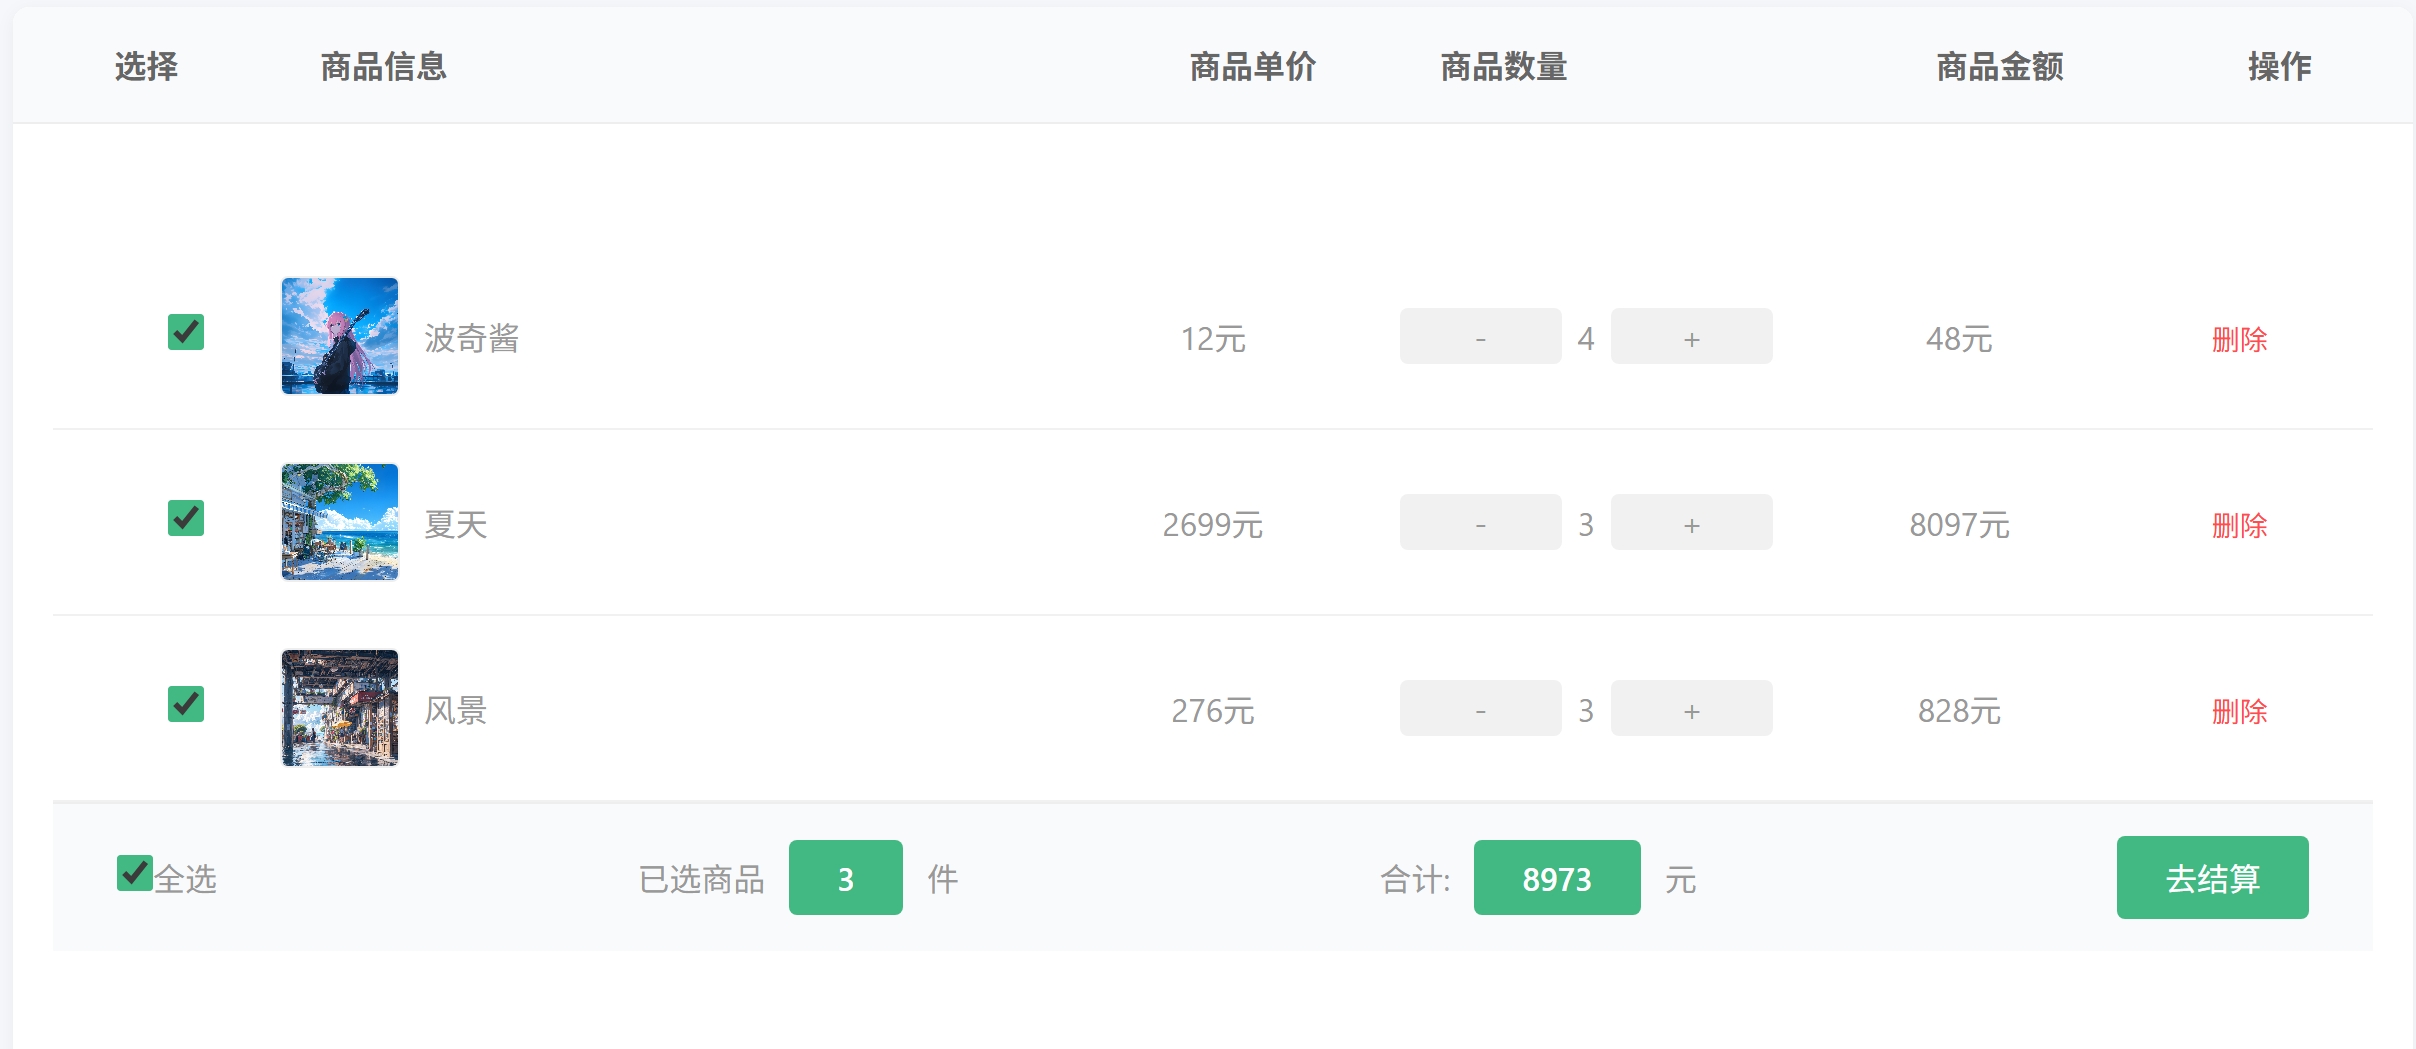 选择 商品信息 商品单价 商品数量 商品金额 操作
波奇酱 12元 - 4 + 48元 删除
夏天 2699元 - 3 + 8097元 删除
风景 276元 - 3 + 828元 删除
全选 已选商品 3 件 合计: 8973 元 去结算